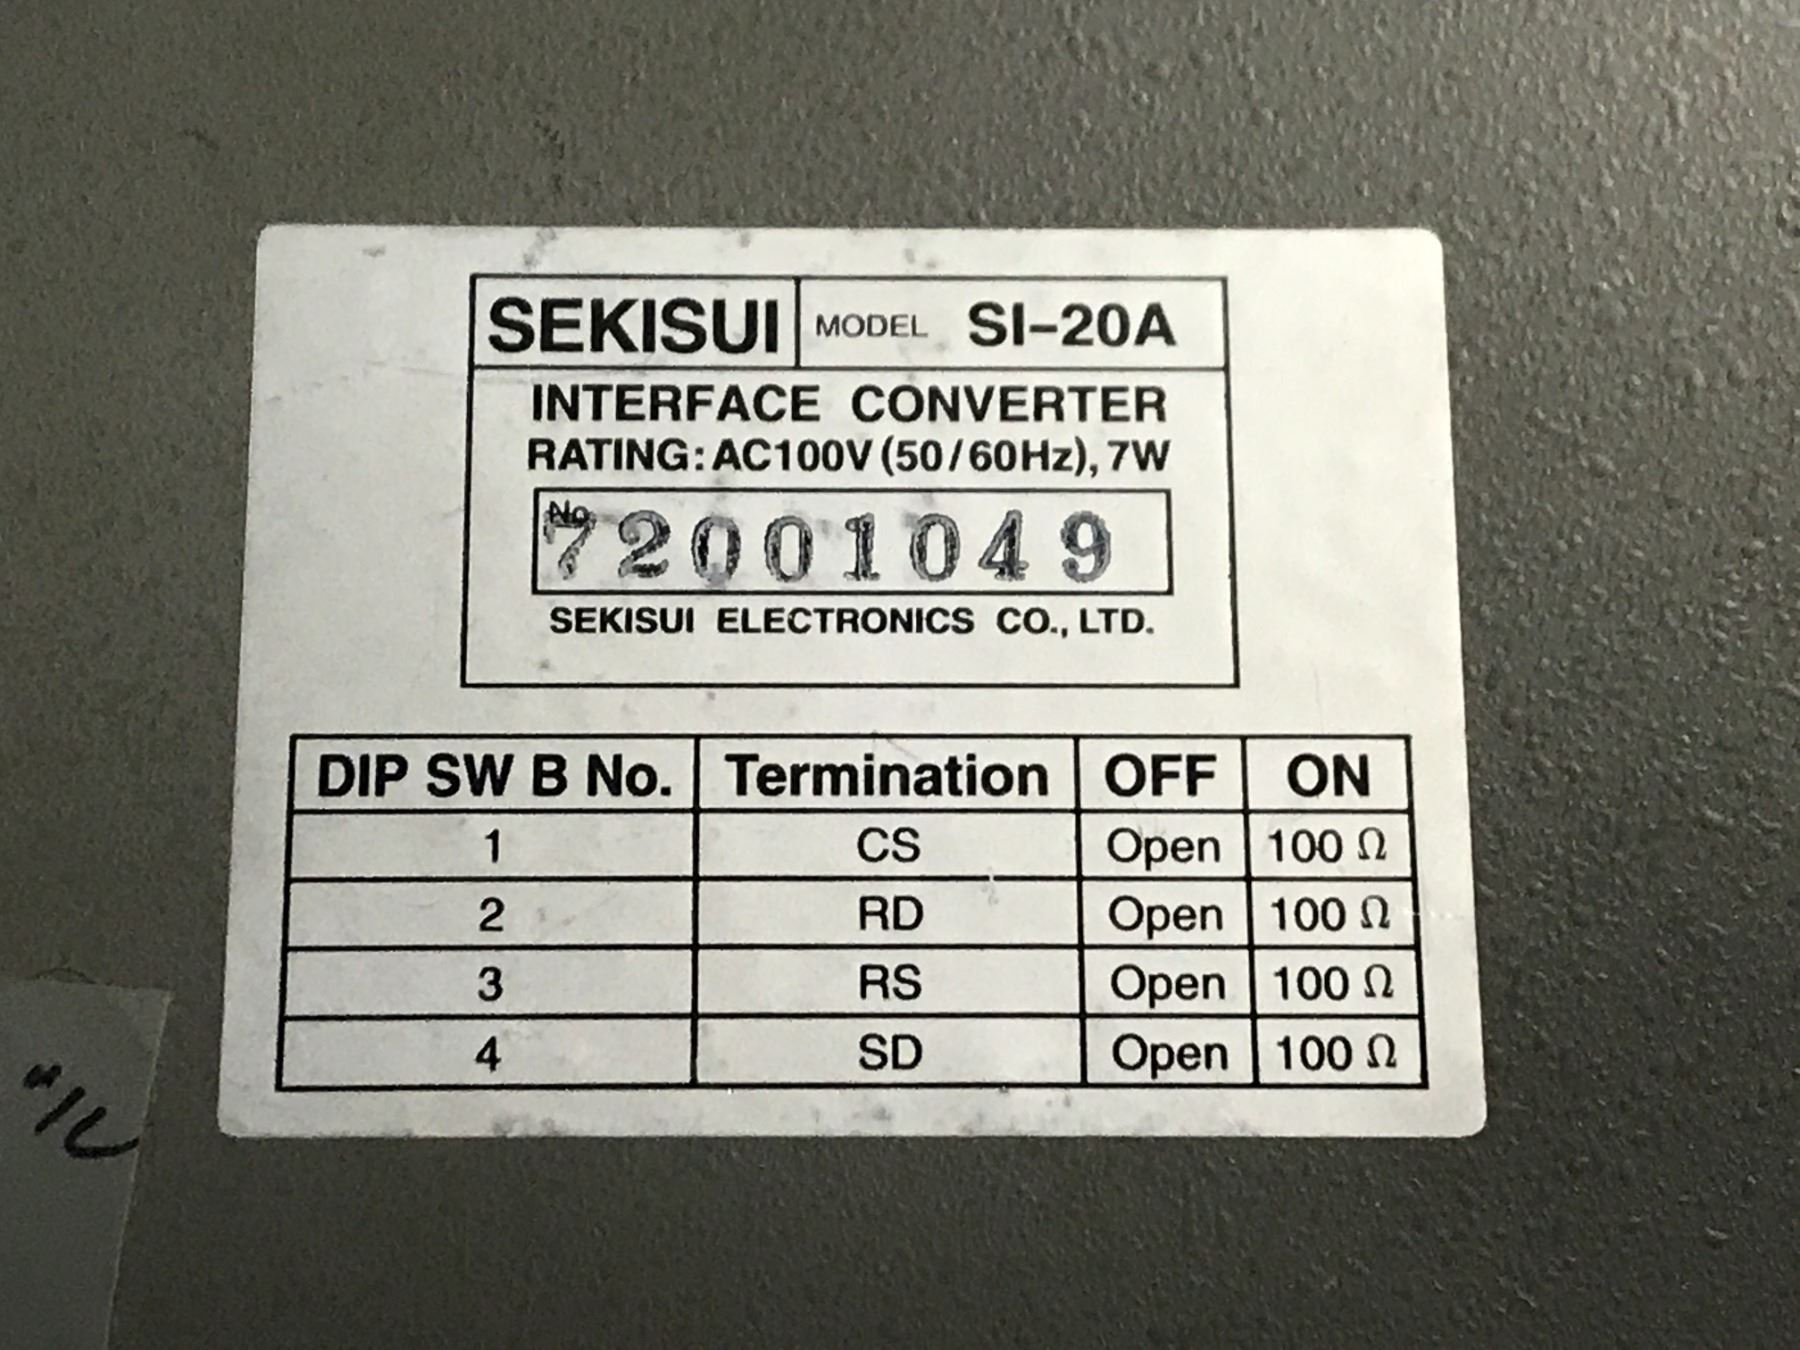 SEKISUI MODEL SI-20A
INTERFACE CONVERTER
RATING: AC100V (50/60Hz), 7W
No. 72001049
SEKISUI ELECTRONICS CO., LTD.
DIP SW B No. Termination OFF ON
1 CS Open 100 Ω
2 RD Open 100 Ω
3 RS Open 100 Ω
4 SD Open 100 Ω